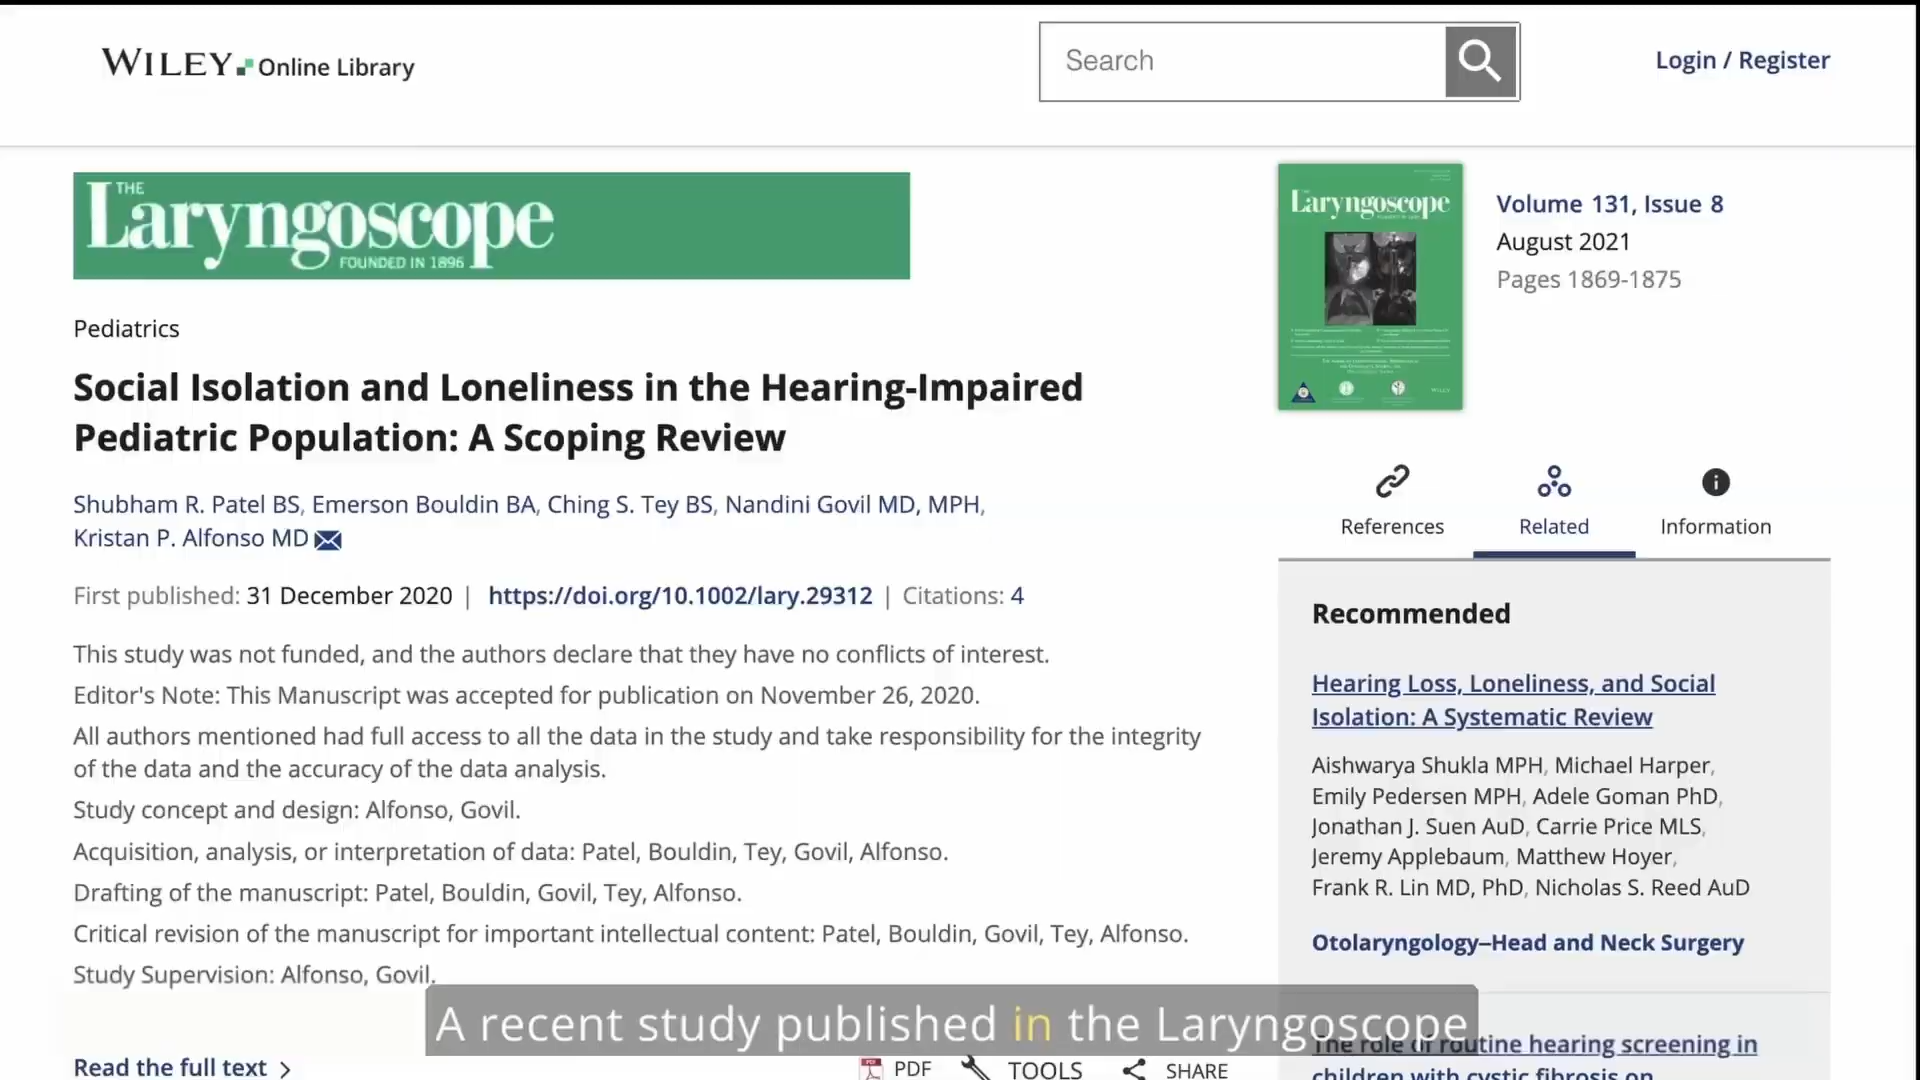 WILEY Online Library
Search
Login / Register
THE
Laryngoscope
FOUNDED IN 1896
Laryngoscope
WILEY
Volume 131, Issue 8
August 2021
Pages 1869-1875
Pediatrics
Social Isolation and Loneliness in the Hearing-Impaired
Pediatric Population: A Scoping Review
Shubham R. Patel BS, Emerson Bouldin BA, Ching S. Tey BS, Nandini Govil MD, MPH,
Kristan P. Alfonso MD
First published: 31 December 2020 | https://doi.org/10.1002/lary.29312 | Citations: 4
This study was not funded, and the authors declare that they have no conflicts of interest.
Editor's Note: This Manuscript was accepted for publication on November 26, 2020.
All authors mentioned had full access to all the data in the study and take responsibility for the integrity
of the data and the accuracy of the data analysis.
Study concept and design: Alfonso, Govil.
Acquisition, analysis, or interpretation of data: Patel, Bouldin, Tey, Govil, Alfonso.
Drafting of the manuscript: Patel, Bouldin, Govil, Tey, Alfonso.
Critical revision of the manuscript for important intellectual content: Patel, Bouldin, Govil, Tey, Alfonso.
Study Supervision: Alfonso, Govil.
Read the full text
PDF
TOOLS
SHARE
References
Related
Information
Recommended
Hearing Loss, Loneliness, and Social
Isolation: A Systematic Review
Aishwarya Shukla MPH, Michael Harper,
Emily Pedersen MPH, Adele Goman PhD,
Jonathan J. Suen AuD, Carrie Price MLS,
Jeremy Applebaum, Matthew Hoyer,
Frank R. Lin MD, PhD, Nicholas S. Reed AuD
Otolaryngology–Head and Neck Surgery
The role of routine hearing screening in
children with cystic fibrosis on
A recent study published in the Laryngoscope